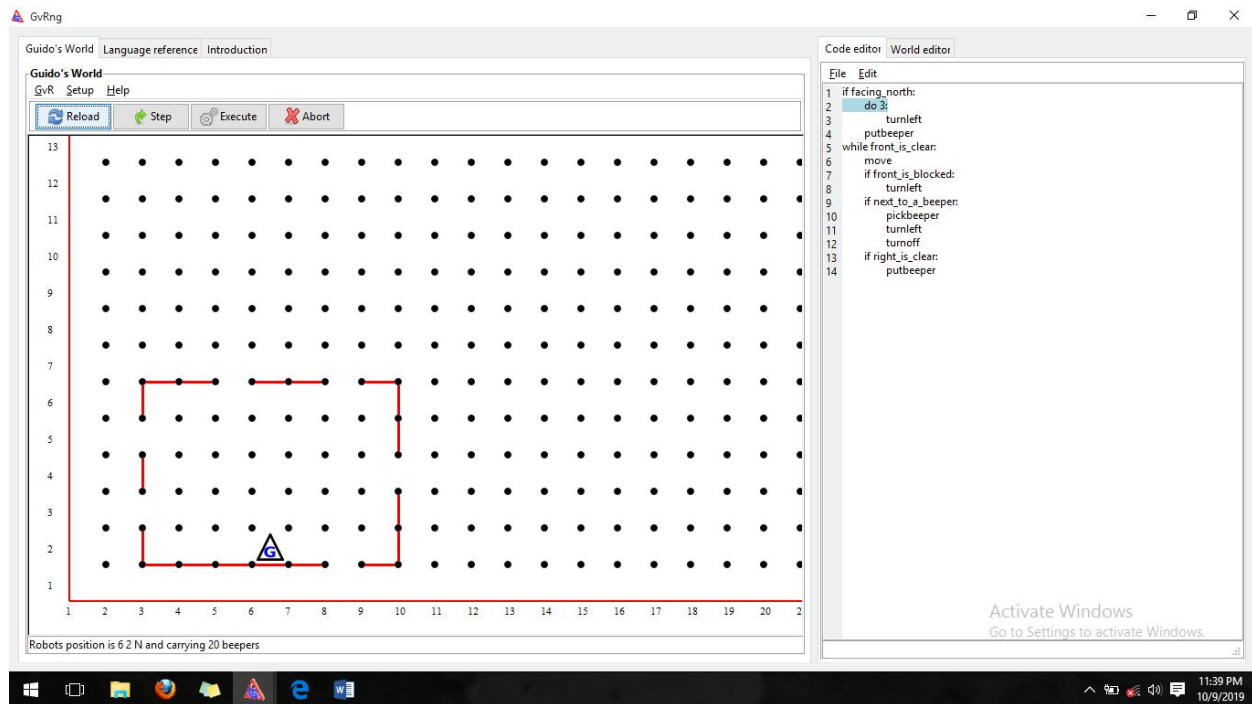 GvRng
Guido's World Language reference Introduction
Guido's World
GvR Setup Help
Reload Step Execute Abort
13
12
11
10
9
8
7
6
5
4
3
2
1
G
1 2 3 4 5 6 7 8 9 10 11 12 13 14 15 16 17 18 19 20 2
Robots position is 6 2 N and carrying 20 beepers
Code editor World editor
File Edit
1 if facing_north:
2 do 3:
3 turnleft
4 putbeeper
5 while front_is_clear:
6 move
7 if front_is_blocked:
8 turnleft
9 if next_to_a_beeper:
10 pickbeeper
11 turnleft
12 turnoff
13 if right_is_clear:
14 putbeeper
Activate Windows
Go to Settings to activate Windows.
11:39 PM
10/9/2019